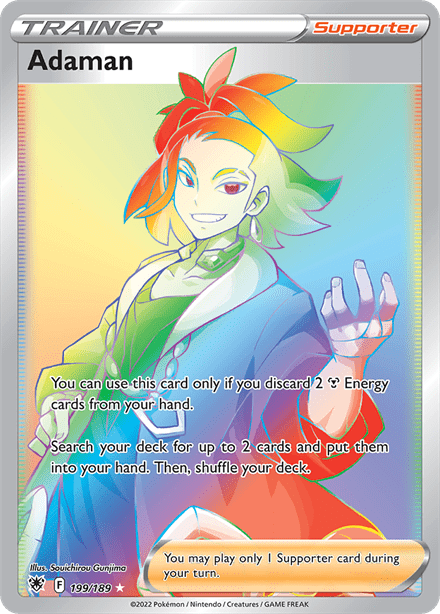 TRAINER Supporter
Adaman
You can use this card only if you discard 2 Energy
cards from your hand.
Search your deck for up to 2 cards and put them
into your hand. Then, shuffle your deck.
Illus. Souichirou Gunjima
You may play only 1 Supporter card during
your turn.
F 199/189 ★
©2022 Pokémon / Nintendo / Creatures / GAME FREAK